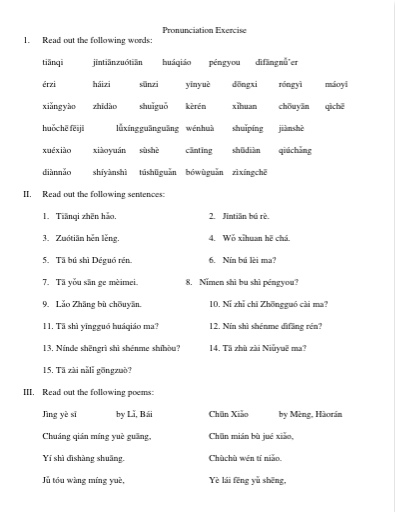 Pronunciation Exercise
I. Read out the following words:
tiānqi jīntiānzuótiān huáqiáo péngyou dìfāngnǚ'er
érzi háizi sūnzi yīnyuè dōngxi róngyì máoyī
xiǎngyào zhīdào shuǐguǒ kèrén xǐhuan chōuyān qìchē
huǒchēfēijī lǚxíngguāngguāng wénhuà shuǐpíng jiànshè
xuéxiào xiàoyuán sùshè cāntīng shūdiàn qiúchǎng
diànnǎo shíyànshì túshūguǎn bówùguǎn zìxíngchē
II. Read out the following sentences:
1. Tiānqi zhēn hǎo. 2. Jīntiān bú rè.
3. Zuótiān hěn lěng. 4. Wǒ xǐhuan hē chá.
5. Tā bú shì Déguó rén. 6. Nín bú lèi ma?
7. Tā yǒu sān ge mèimei. 8. Nǐmen shì bu shì péngyou?
9. Lǎo Zhāng bù chōuyān. 10. Nǐ zhǐ chī Zhōngguó cài ma?
11. Tā shì yīngguó huáqiáo ma? 12. Nín shì shénme dìfāng rén?
13. Nínde shēngrì shì shénme shíhòu? 14. Tā zhù zài Niǔyuē ma?
15. Tā zài nǎlǐ gōngzuò?
III. Read out the following poems:
Jìng yè sī by Lǐ, Bái Chūn Xiǎo by Mèng, Hàorán
Chuáng qián míng yuè guāng, Chūn mián bù jué xiǎo,
Yí shì dìshàng shuāng. Chùchù wén tí niǎo.
Jǔ tóu wàng míng yuè, Yè lái fēng yǔ shēng,